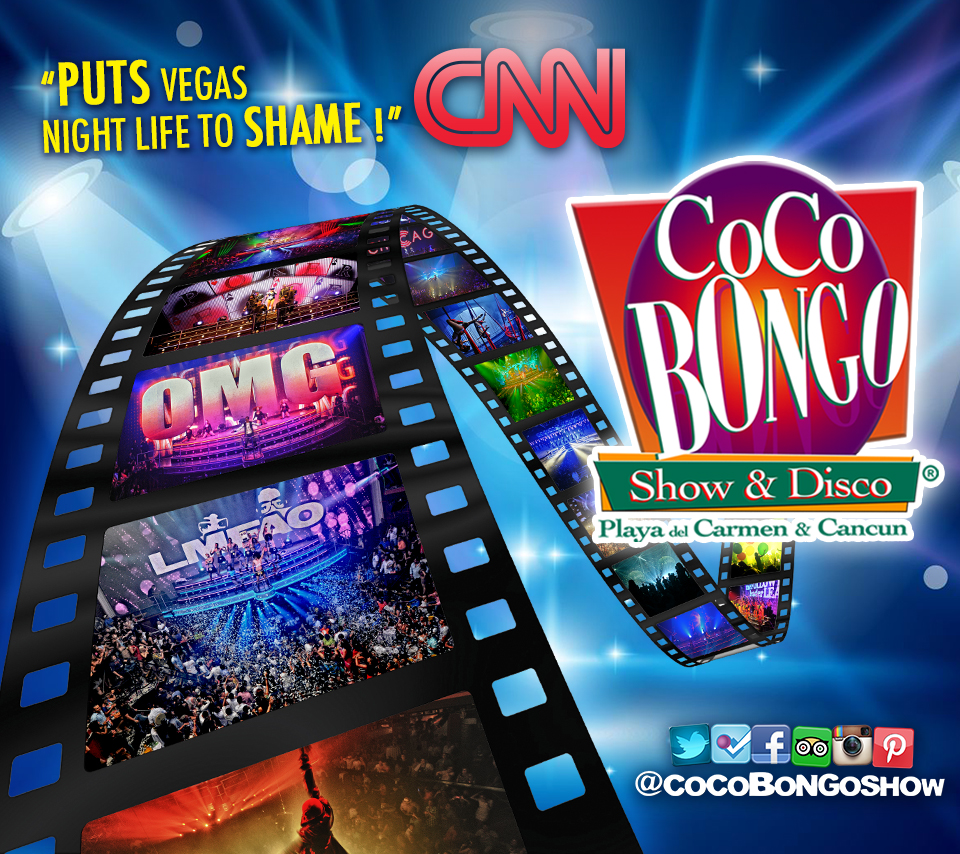 “PUTS VEGAS
NIGHT LIFE TO SHAME !”
CNN
CoCo
BONGO
Show & Disco
®
Playa del Carmen & Cancun
OMG
LMFAO
@COCOBONGOSHOW